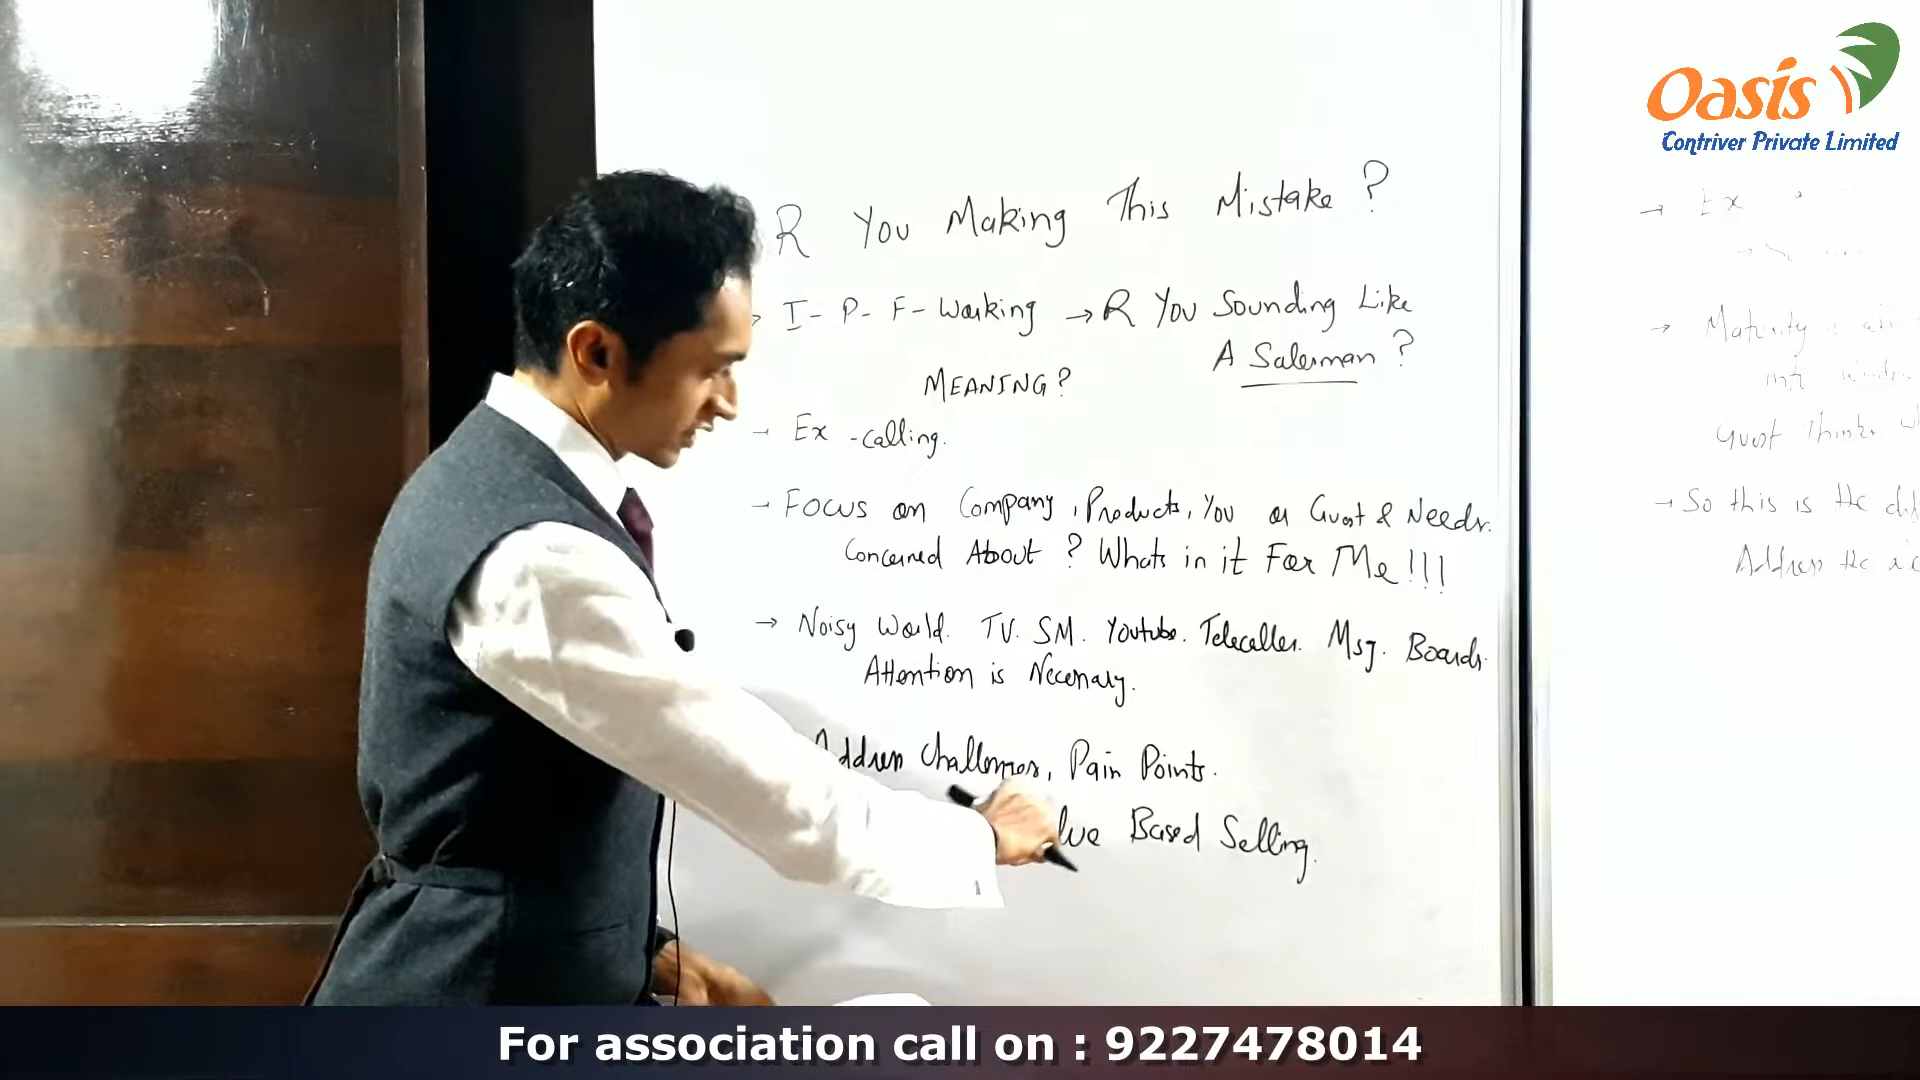 Oasis
Contriver Private Limited
R You Making This Mistake ?
I - P - F - Working → R You Sounding Like
A Salesman ?
MEANING?
- Ex - calling.
- Focus on Company, Products, You or Guest & Needs.
Concerned About ? Whats in it For Me !!!
→ Noisy World. TV. SM. Youtube. Telecaller. Msg. Boards.
Attention is Necessary.
Address Challenges, Pain Points.
Based Selling.
→ Ex
→ Maturity
Guest Thinks
→ So this is the
Address the
For association call on : 9227478014